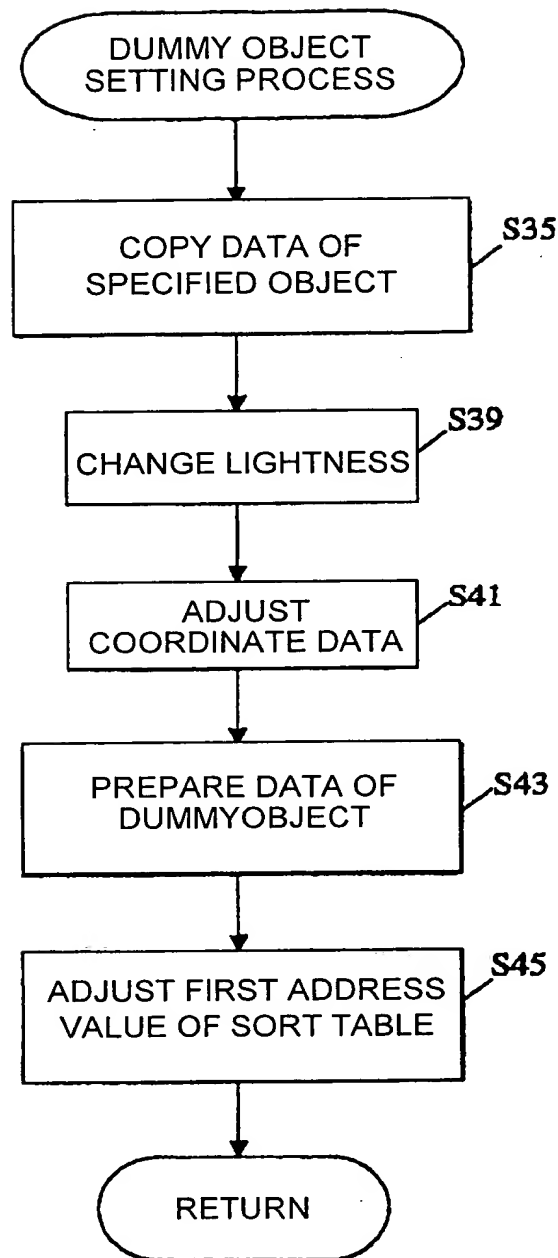 DUMMY OBJECT
SETTING PROCESS
S35
COPY DATA OF
SPECIFIED OBJECT
S39
CHANGE LIGHTNESS
S41
ADJUST
COORDINATE DATA
S43
PREPARE DATA OF
DUMMYOBJECT
S45
ADJUST FIRST ADDRESS
VALUE OF SORT TABLE
RETURN